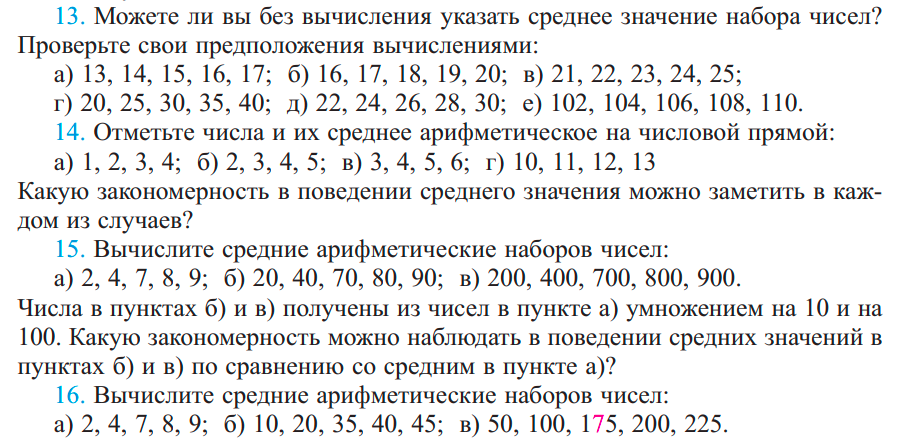 13. Можете ли вы без вычисления указать среднее значение набора чисел?
Проверьте свои предположения вычислениями:
а) 13, 14, 15, 16, 17; б) 16, 17, 18, 19, 20; в) 21, 22, 23, 24, 25;
г) 20, 25, 30, 35, 40; д) 22, 24, 26, 28, 30; е) 102, 104, 106, 108, 110.
14. Отметьте числа и их среднее арифметическое на числовой прямой:
а) 1, 2, 3, 4; б) 2, 3, 4, 5; в) 3, 4, 5, 6; г) 10, 11, 12, 13
Какую закономерность в поведении среднего значения можно заметить в каж-
дом из случаев?
15. Вычислите средние арифметические наборов чисел:
а) 2, 4, 7, 8, 9; б) 20, 40, 70, 80, 90; в) 200, 400, 700, 800, 900.
Числа в пунктах б) и в) получены из чисел в пункте а) умножением на 10 и на
100. Какую закономерность можно наблюдать в поведении средних значений в
пунктах б) и в) по сравнению со средним в пункте а)?
16. Вычислите средние арифметические наборов чисел:
а) 2, 4, 7, 8, 9; б) 10, 20, 35, 40, 45; в) 50, 100, 175, 200, 225.